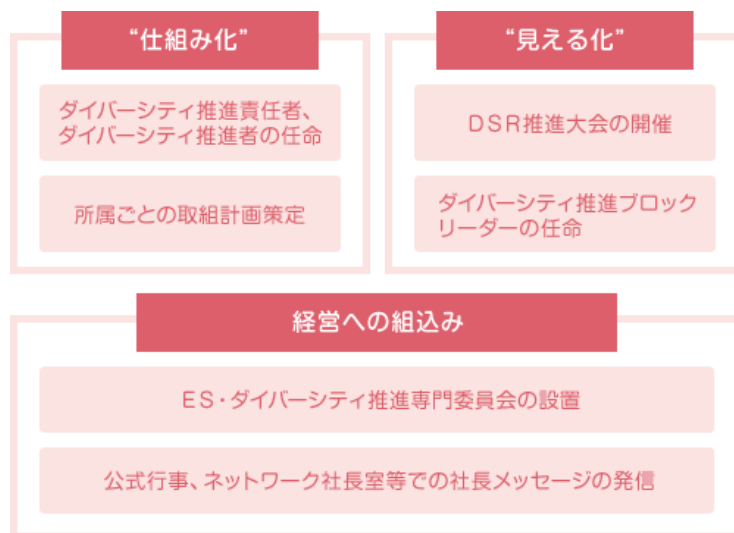 “仕組み化”
ダイバーシティ推進責任者、
ダイバーシティ推進者の任命
所属ごとの取組計画策定
“見える化”
DSR推進大会の開催
ダイバーシティ推進ブロック
リーダーの任命
経営への組込み
ES・ダイバーシティ推進専門委員会の設置
公式行事、ネットワーク社長室等での社長メッセージの発信